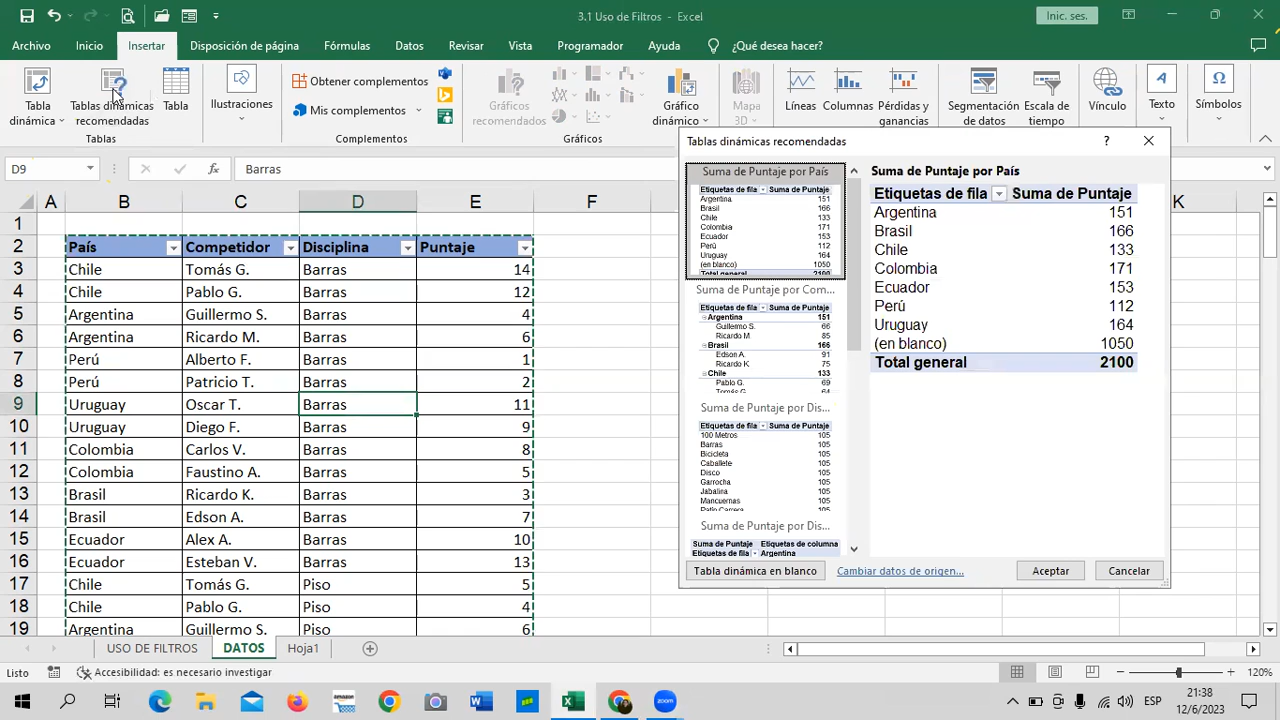 3.1 Uso de Filtros - Excel
Inic. ses.
Archivo Inicio Insertar Disposición de página Fórmulas Datos Revisar Vista Programador Ayuda ¿Qué desea hacer?
Tabla dinámica
Tablas dinámicas recomendadas
Tabla
Ilustraciones
Obtener complementos
Mis complementos
Gráficos recomendados
Gráfico dinámico
Mapa 3D
Líneas
Columnas
Pérdidas y ganancias
Segmentación de datos
Escala de tiempo
Vínculo
Texto
Símbolos
Tablas
Complementos
Gráficos
D9
fx
Barras
A B C D E F K
1
2 País Competidor Disciplina Puntaje
3 Chile Tomás G. Barras 14
4 Chile Pablo G. Barras 12
5 Argentina Guillermo S. Barras 4
6 Argentina Ricardo M. Barras 6
7 Perú Alberto F. Barras 1
8 Perú Patricio T. Barras 2
9 Uruguay Oscar T. Barras 11
10 Uruguay Diego F. Barras 9
11 Colombia Carlos V. Barras 8
12 Colombia Faustino A. Barras 5
13 Brasil Ricardo K. Barras 3
14 Brasil Edson A. Barras 7
15 Ecuador Alex A. Barras 10
16 Ecuador Esteban V. Barras 13
17 Chile Tomás G. Piso 5
18 Chile Pablo G. Piso 4
19 Argentina Guillermo S. Piso 6
Tablas dinámicas recomendadas
?
Suma de Puntaje por País
Etiquetas de fila Suma de Puntaje
Argentina 151
Brasil 166
Chile 133
Colombia 171
Ecuador 153
Perú 112
Uruguay 164
(en blanco) 1050
Total general 2100
Suma de Puntaje por Com...
Etiquetas de fila Suma de Puntaje
Argentina 151
Guillermo S. 66
Ricardo M 85
Brasil 166
Edson A. 91
Ricardo K 75
Chile 133
Pablo G. 69
Tomás G. 64
Suma de Puntaje por Dis...
Etiquetas de fila Suma de Puntaje
100 Metros 105
Barras 105
Bicicleta 105
Caballete 105
Disco 105
Garrocha 105
Jabalina 105
Mancuernas 105
Patín Carrera 105
Suma de Puntaje por Dis...
Suma de Puntaje Etiquetas de columna
Etiquetas de fila Argentina
Suma de Puntaje por País
Etiquetas de fila Suma de Puntaje
Argentina 151
Brasil 166
Chile 133
Colombia 171
Ecuador 153
Perú 112
Uruguay 164
(en blanco) 1050
Total general 2100
Tabla dinámica en blanco
Cambiar datos de origen...
Aceptar
Cancelar
USO DE FILTROS DATOS Hoja1
Listo
Accesibilidad: es necesario investigar
120%
ESP
21:38
12/6/2023